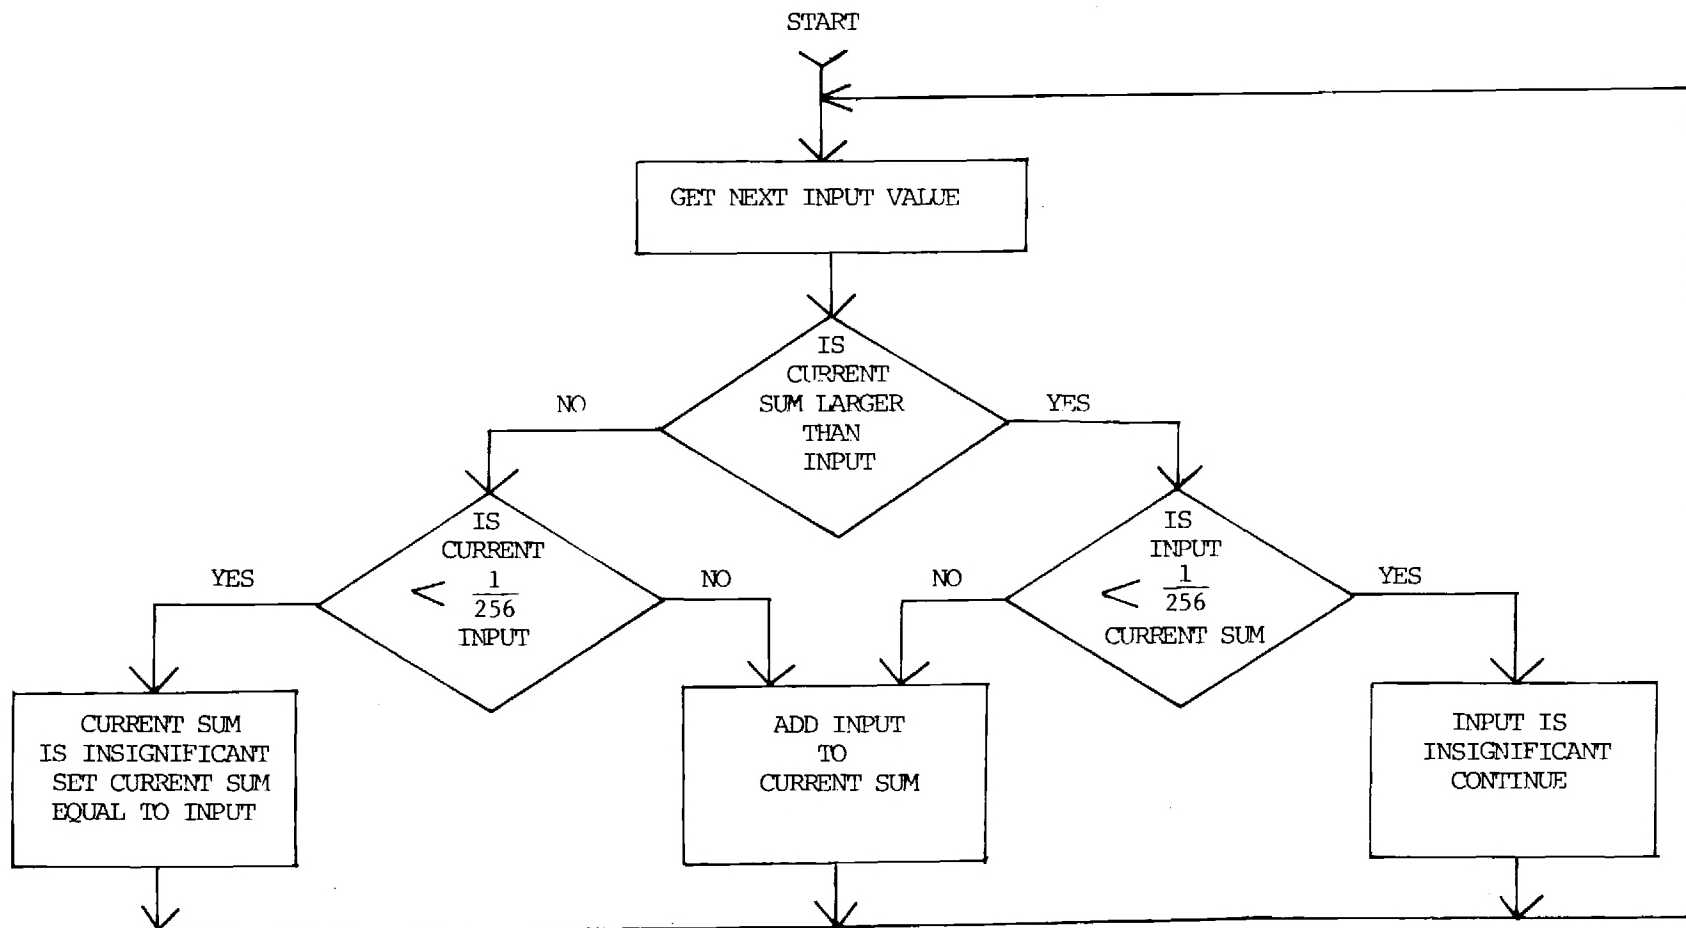 START
GET NEXT INPUT VALUE
IS
CURRENT
SUM LARGER
THAN
INPUT
NO
YES
IS
CURRENT
< 1/256
INPUT
YES
NO
IS
INPUT
< 1/256
CURRENT SUM
NO
YES
CURRENT SUM
IS INSIGNIFICANT
SET CURRENT SUM
EQUAL TO INPUT
ADD INPUT
TO
CURRENT SUM
INPUT IS
INSIGNIFICANT
CONTINUE